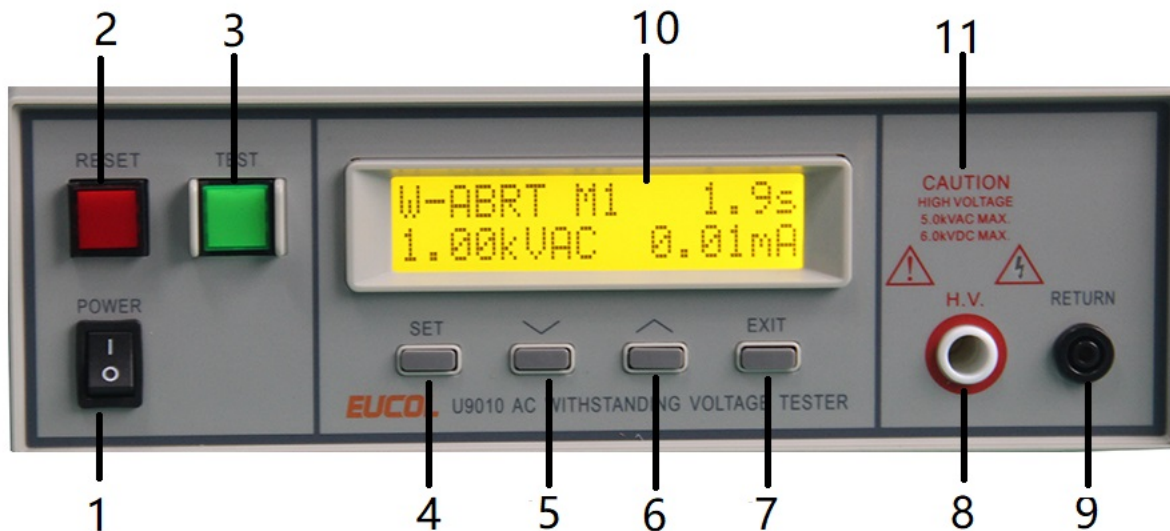 2 3 10 11
RESET TEST
W-ABRT M1 1.9s
1.00kVAC 0.01mA
CAUTION
HIGH VOLTAGE
5.0kVAC MAX.
6.0kVDC MAX.
POWER
I
O
SET EXIT
H.V. RETURN
EUCOL U9010 AC WITHSTANDING VOLTAGE TESTER
1 4 5 6 7 8 9